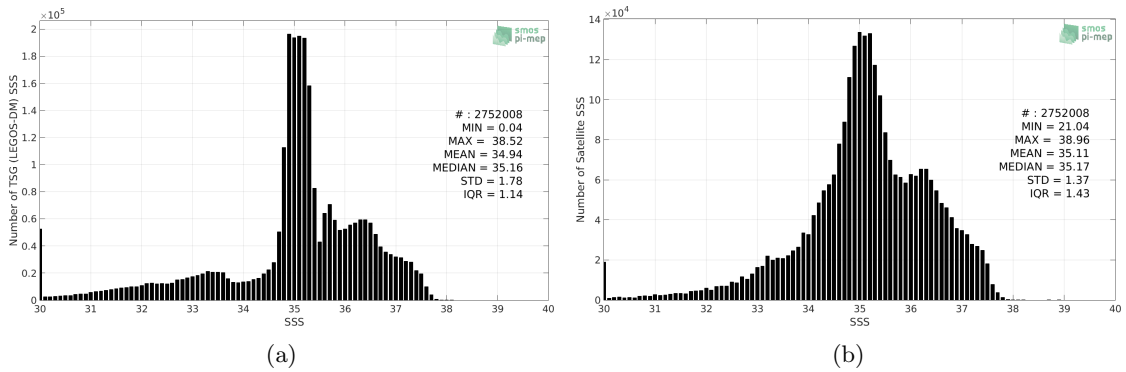 ×10⁵
2
1.8
1.6
1.4
1.2
1
0.8
0.6
0.4
0.2
0
Number of TSG (LEGOS-DM) SSS
30 31 32 33 34 35 36 37 38 39 40
SSS
smos
pi-mep
# : 2752008
MIN = 0.04
MAX = 38.52
MEAN = 34.94
MEDIAN = 35.16
STD = 1.78
IQR = 1.14
(a)
×10⁴
14
12
10
8
6
4
2
0
Number of Satellite SSS
30 31 32 33 34 35 36 37 38 39 40
SSS
smos
pi-mep
# : 2752008
MIN = 21.04
MAX = 38.96
MEAN = 35.11
MEDIAN = 35.17
STD = 1.37
IQR = 1.43
(b)